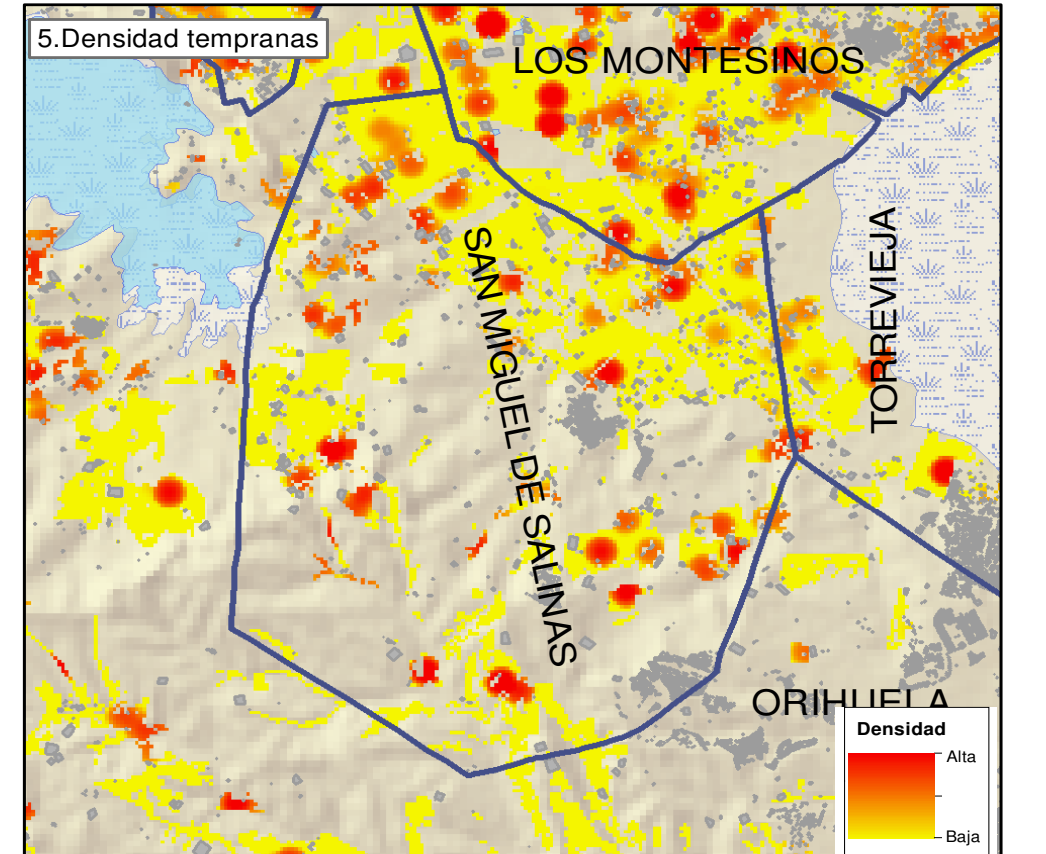 5.Densidad tempranas
LOS MONTESINOS
SAN MIGUEL DE SALINAS
TORREVIEJA
ORIHUELA
Densidad
Alta
Baja